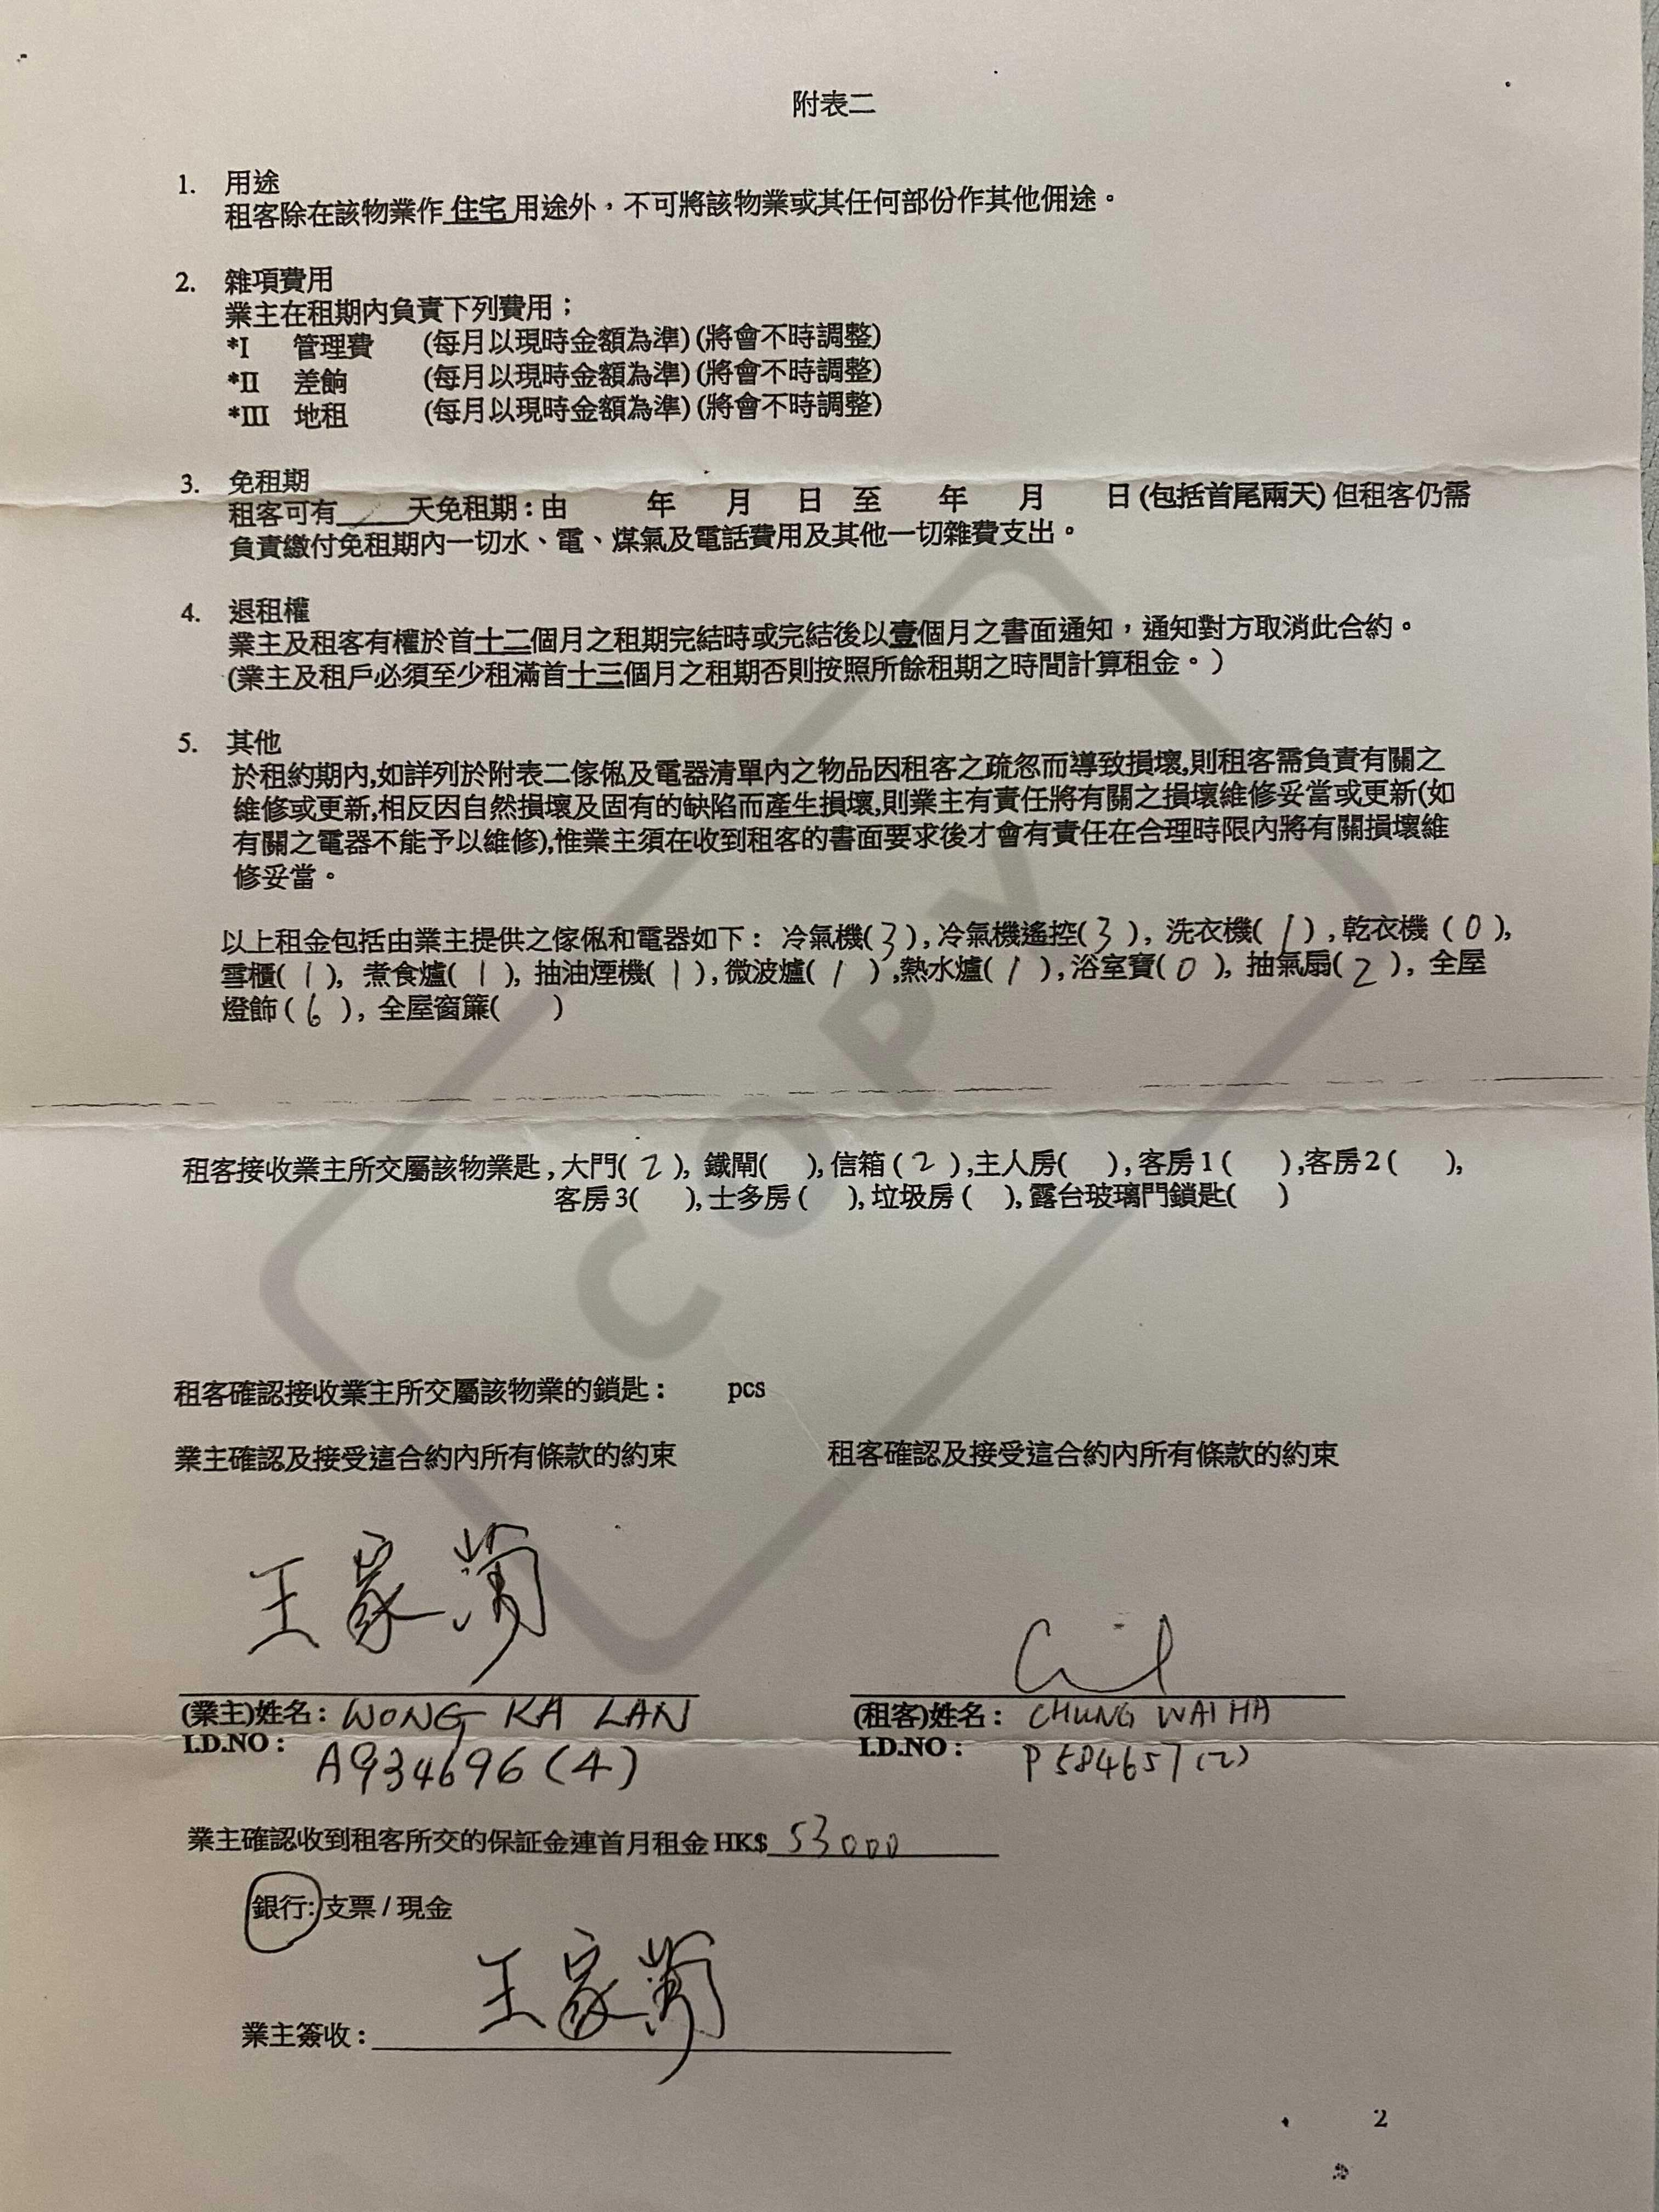 附表二
1. 用途
租客除在該物業作 住宅 用途外，不可將該物業或其任何部份作其他佣途。
2. 雜項費用
業主在租期內負責下列費用；
*I 管理費 (每月以現時金額為準) (將會不時調整)
*II 差餉 (每月以現時金額為準) (將會不時調整)
*III 地租 (每月以現時金額為準) (將會不時調整)
3. 免租期
租客可有____天免租期：由 年 月 日 至 年 月 日 (包括首尾兩天) 但租客仍需
負責繳付免租期內一切水、電、煤氣及電話費用及其他一切雜費支出。
4. 退租權
業主及租客有權於首十二個月之租期完結時或完結後以壹個月之書面通知，通知對方取消此合約。
(業主及租戶必須至少租滿首十三個月之租期否則按照所餘租期之時間計算租金。)
5. 其他
於租約期內,如詳列於附表二傢俬及電器清單內之物品因租客之疏忽而導致損壞,則租客需負責有關之
維修或更新,相反因自然損壞及固有的缺陷而產生損壞,則業主有責任將有關之損壞維修妥當或更新(如
有關之電器不能予以維修),惟業主須在收到租客的書面要求後才會有責任在合理時限內將有關損壞維
修妥當。
以上租金包括由業主提供之傢俬和電器如下： 冷氣機(3), 冷氣機遙控(3), 洗衣機(1), 乾衣機(0),
雪櫃(1), 煮食爐(1), 抽油煙機(1), 微波爐(1), 熱水爐(1), 浴室寶(0), 抽氣扇(2), 全屋
燈飾(6), 全屋窗簾( )
COPY
租客接收業主所交屬該物業匙, 大門(2), 鐵閘( ), 信箱(2), 主人房( ), 客房1( ), 客房2( ),
客房3( ), 士多房( ), 垃圾房( ), 露台玻璃門鎖匙( )
租客確認接收業主所交屬該物業的鎖匙： pcs
業主確認及接受這合約內所有條款的約束 租客確認及接受這合約內所有條款的約束
王家蘭
(業主)姓名： WONG KA LAN (租客)姓名： CHUNG WAI HA
I.D.NO： A934696(4) I.D.NO： P584657(2)
業主確認收到租客所交的保証金連首月租金 HK$ 53000
銀行: 支票 / 現金
王家蘭
業主簽收：
2